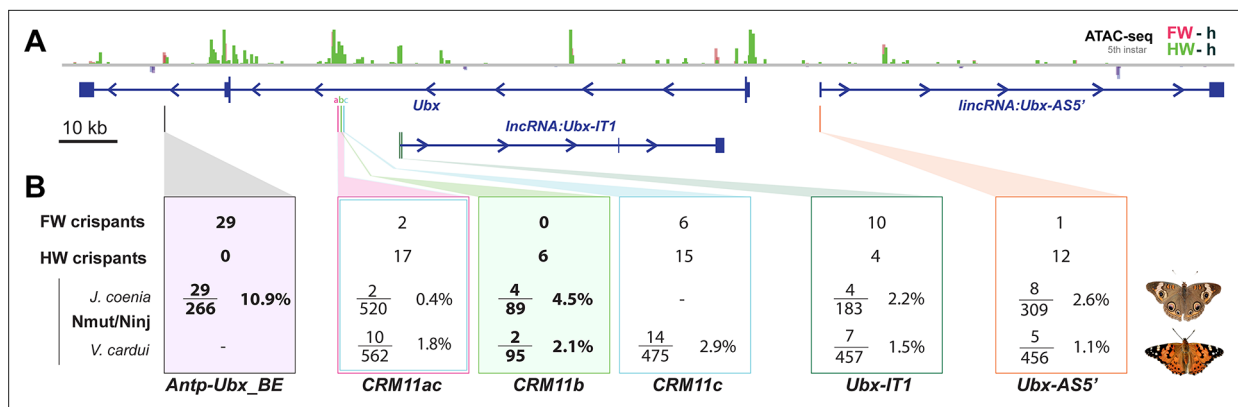 A
ATAC-seq FW - h
5th instar HW - h
Ubx
lincRNA:Ubx-AS5'
abc
10 kb
lncRNA:Ubx-IT1
B
FW crispants 29 2 0 6 10 1
HW crispants 0 17 6 15 4 12
J. coenia 29/266 10.9% 2/520 0.4% 4/89 4.5% - 4/183 2.2% 8/309 2.6%
Nmut/Ninj
V. cardui - 10/562 1.8% 2/95 2.1% 14/475 2.9% 7/457 1.5% 5/456 1.1%
Antp-Ubx_BE CRM11ac CRM11b CRM11c Ubx-IT1 Ubx-AS5'